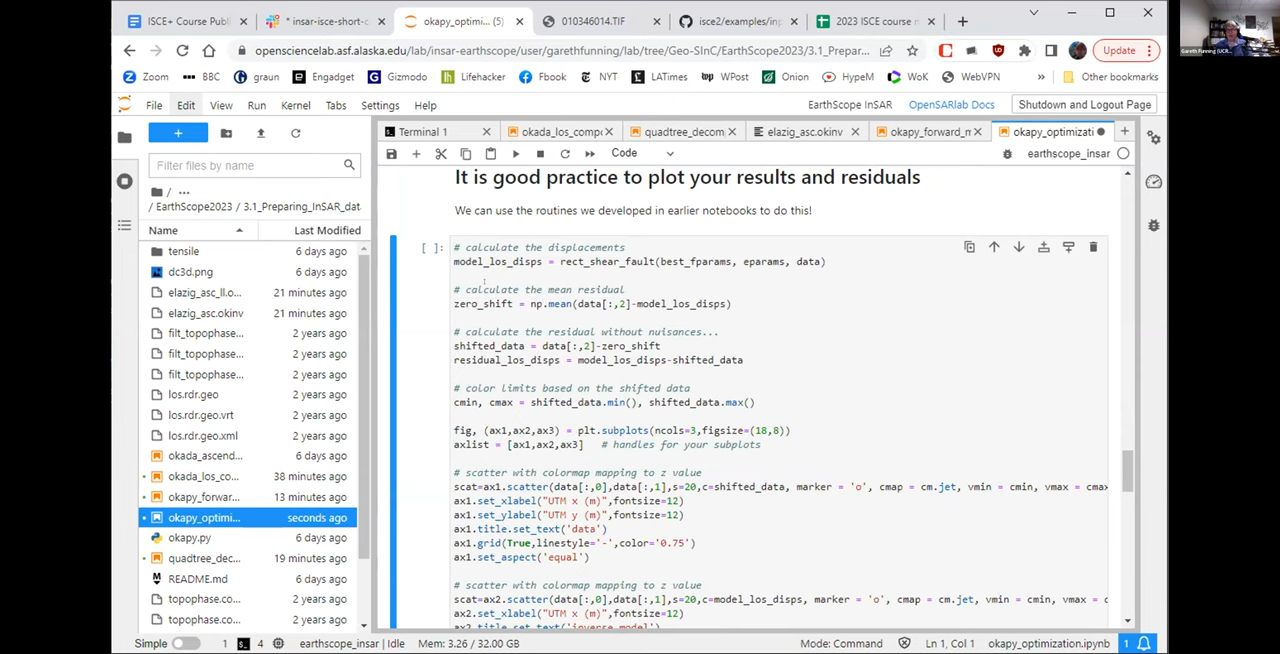 ISCE+ Course Publ
* insar-isce-short-c
okapy_optim... (5)
010346014.TIF
isce2/examples/inp
2023 ISCE course m
openscienceLab.asf.alaska.edu/lab/insar-earthscope/user/garethfunning/lab/tree/Geo-SInC/EarthScope2023/3.1_Prepar...
Update
Zoom
BBC
graun
Engadget
Gizmodo
Lifehacker
Fbook
NYT
LATimes
WPost
Onion
HypeM
WoK
WebVPN
»
Other bookmarks
Gareth Funning (UCR...
File
Edit
View
Run
Kernel
Tabs
Settings
Help
EarthScope InSAR
OpenSARlab Docs
Shutdown and Logout Page
Terminal 1
okada_los_compc
quadtree_decom
elazig_asc.okinv
okapy_forward_m
okapy_optimizati
Code
earthscope_insar
Filter files by name
/ ...
/ EarthScope2023 / 3.1_Preparing_InSAR_dat
Name
Last Modified
tensile
6 days ago
dc3d.png
6 days ago
elazig_asc_ll.o...
21 minutes ago
elazig_asc.okinv
21 minutes ago
filt_topophase...
2 years ago
filt_topophase...
2 years ago
filt_topophase...
2 years ago
los.rdr.geo
2 years ago
los.rdr.geo.vrt
2 years ago
los.rdr.geo.xml
2 years ago
okada_ascend...
6 days ago
okada_los_co...
38 minutes ago
okapy_forwar...
13 minutes ago
okapy_optimi...
seconds ago
okapy.py
6 days ago
quadtree_dec...
19 minutes ago
README.md
6 days ago
topophase.co...
2 years ago
topophase.co...
2 years ago
It is good practice to plot your results and residuals
We can use the routines we developed in earlier notebooks to do this!
[ ]:
# calculate the displacements
model_los_disps = rect_shear_fault(best_fparams, eparams, data)
# calculate the mean residual
zero_shift = np.mean(data[:,2]-model_los_disps)
# calculate the residual without nuisances...
shifted_data = data[:,2]-zero_shift
residual_los_disps = model_los_disps-shifted_data
# color limits based on the shifted data
cmin, cmax = shifted_data.min(), shifted_data.max()
fig, (ax1,ax2,ax3) = plt.subplots(ncols=3,figsize=(18,8))
axlist = [ax1,ax2,ax3] # handles for your subplots
# scatter with colormap mapping to z value
scat=ax1.scatter(data[:,0],data[:,1],s=20,c=shifted_data, marker = 'o', cmap = cm.jet, vmin = cmin, vmax = cmax
ax1.set_xlabel("UTM x (m)",fontsize=12)
ax1.set_ylabel("UTM y (m)",fontsize=12)
ax1.title.set_text('data')
ax1.grid(True,linestyle='-',color='0.75')
ax1.set_aspect('equal')
# scatter with colormap mapping to z value
scat=ax2.scatter(data[:,0],data[:,1],s=20,c=model_los_disps, marker = 'o', cmap = cm.jet, vmin = cmin, vmax = c
ax2.set_xlabel("UTM x (m)",fontsize=12)
ax2.title.set_text('inverse model')
Simple
1
4
earthscope_insar | Idle
Mem: 3.26 / 32.00 GB
Mode: Command
Ln 1, Col 1
okapy_optimization.ipynb
1